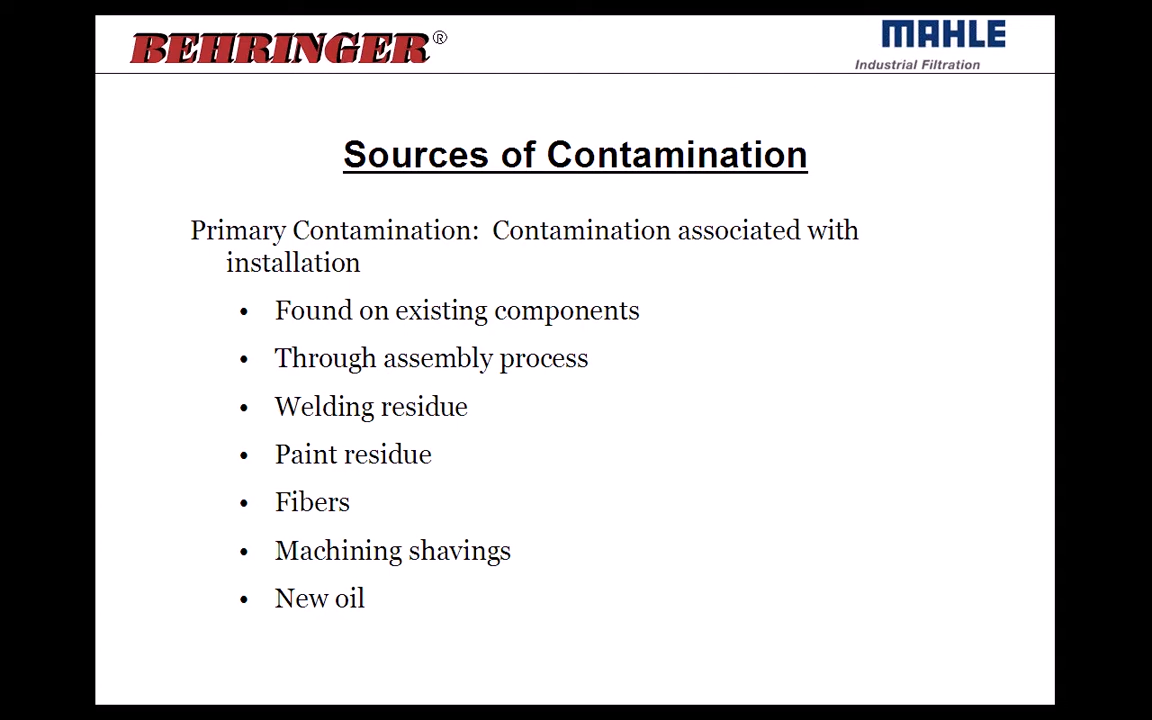 BEHRINGER®
MAHLE
Industrial Filtration
Sources of Contamination
Primary Contamination: Contamination associated with
installation
• Found on existing components
• Through assembly process
• Welding residue
• Paint residue
• Fibers
• Machining shavings
• New oil